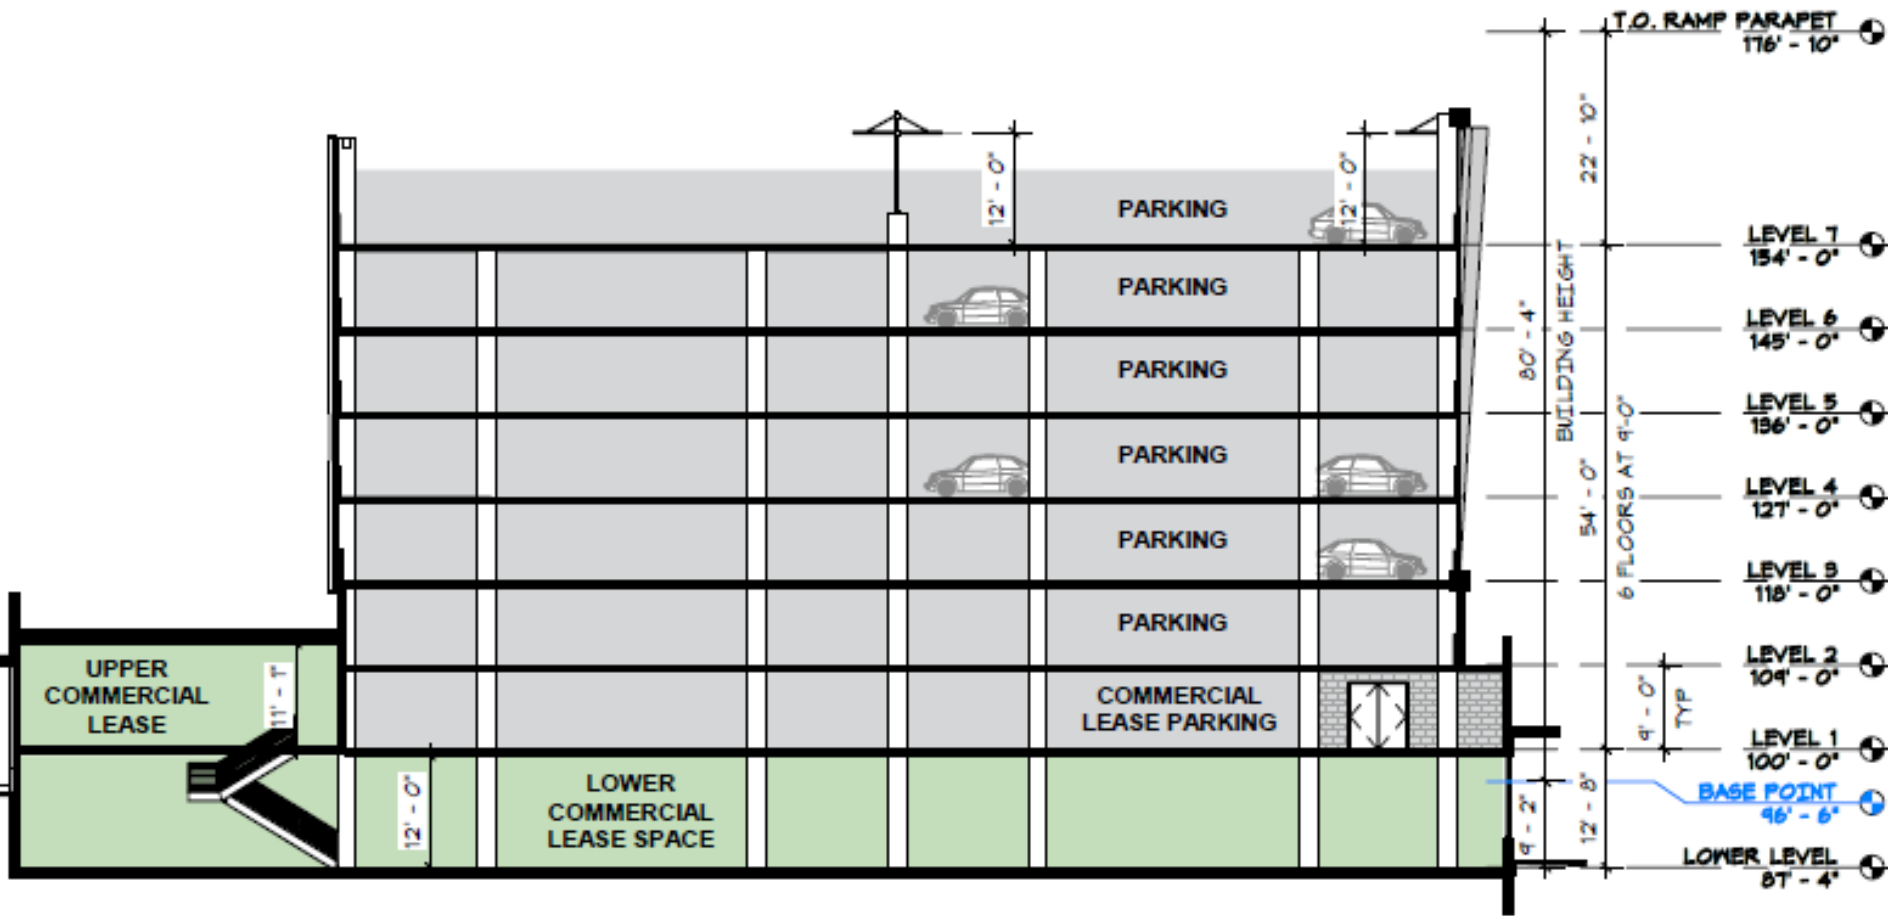 T.O. RAMP PARAPET
176' - 10"
22' - 10"
12' - 0"
12' - 0"
PARKING
LEVEL 7
154' - 0"
PARKING
LEVEL 6
145' - 0"
80' - 4"
BUILDING HEIGHT
PARKING
LEVEL 5
136' - 0"
PARKING
54' - 0"
6 FLOORS AT 9'-0"
LEVEL 4
127' - 0"
PARKING
LEVEL 3
118' - 0"
PARKING
LEVEL 2
109' - 0"
UPPER
COMMERCIAL
LEASE
11' - 1"
COMMERCIAL
LEASE PARKING
9' - 0"
TYP
LEVEL 1
100' - 0"
LOWER
COMMERCIAL
LEASE SPACE
12' - 0"
9' - 2"
12' - 8"
BASE POINT
96' - 6"
LOWER LEVEL
87' - 4"